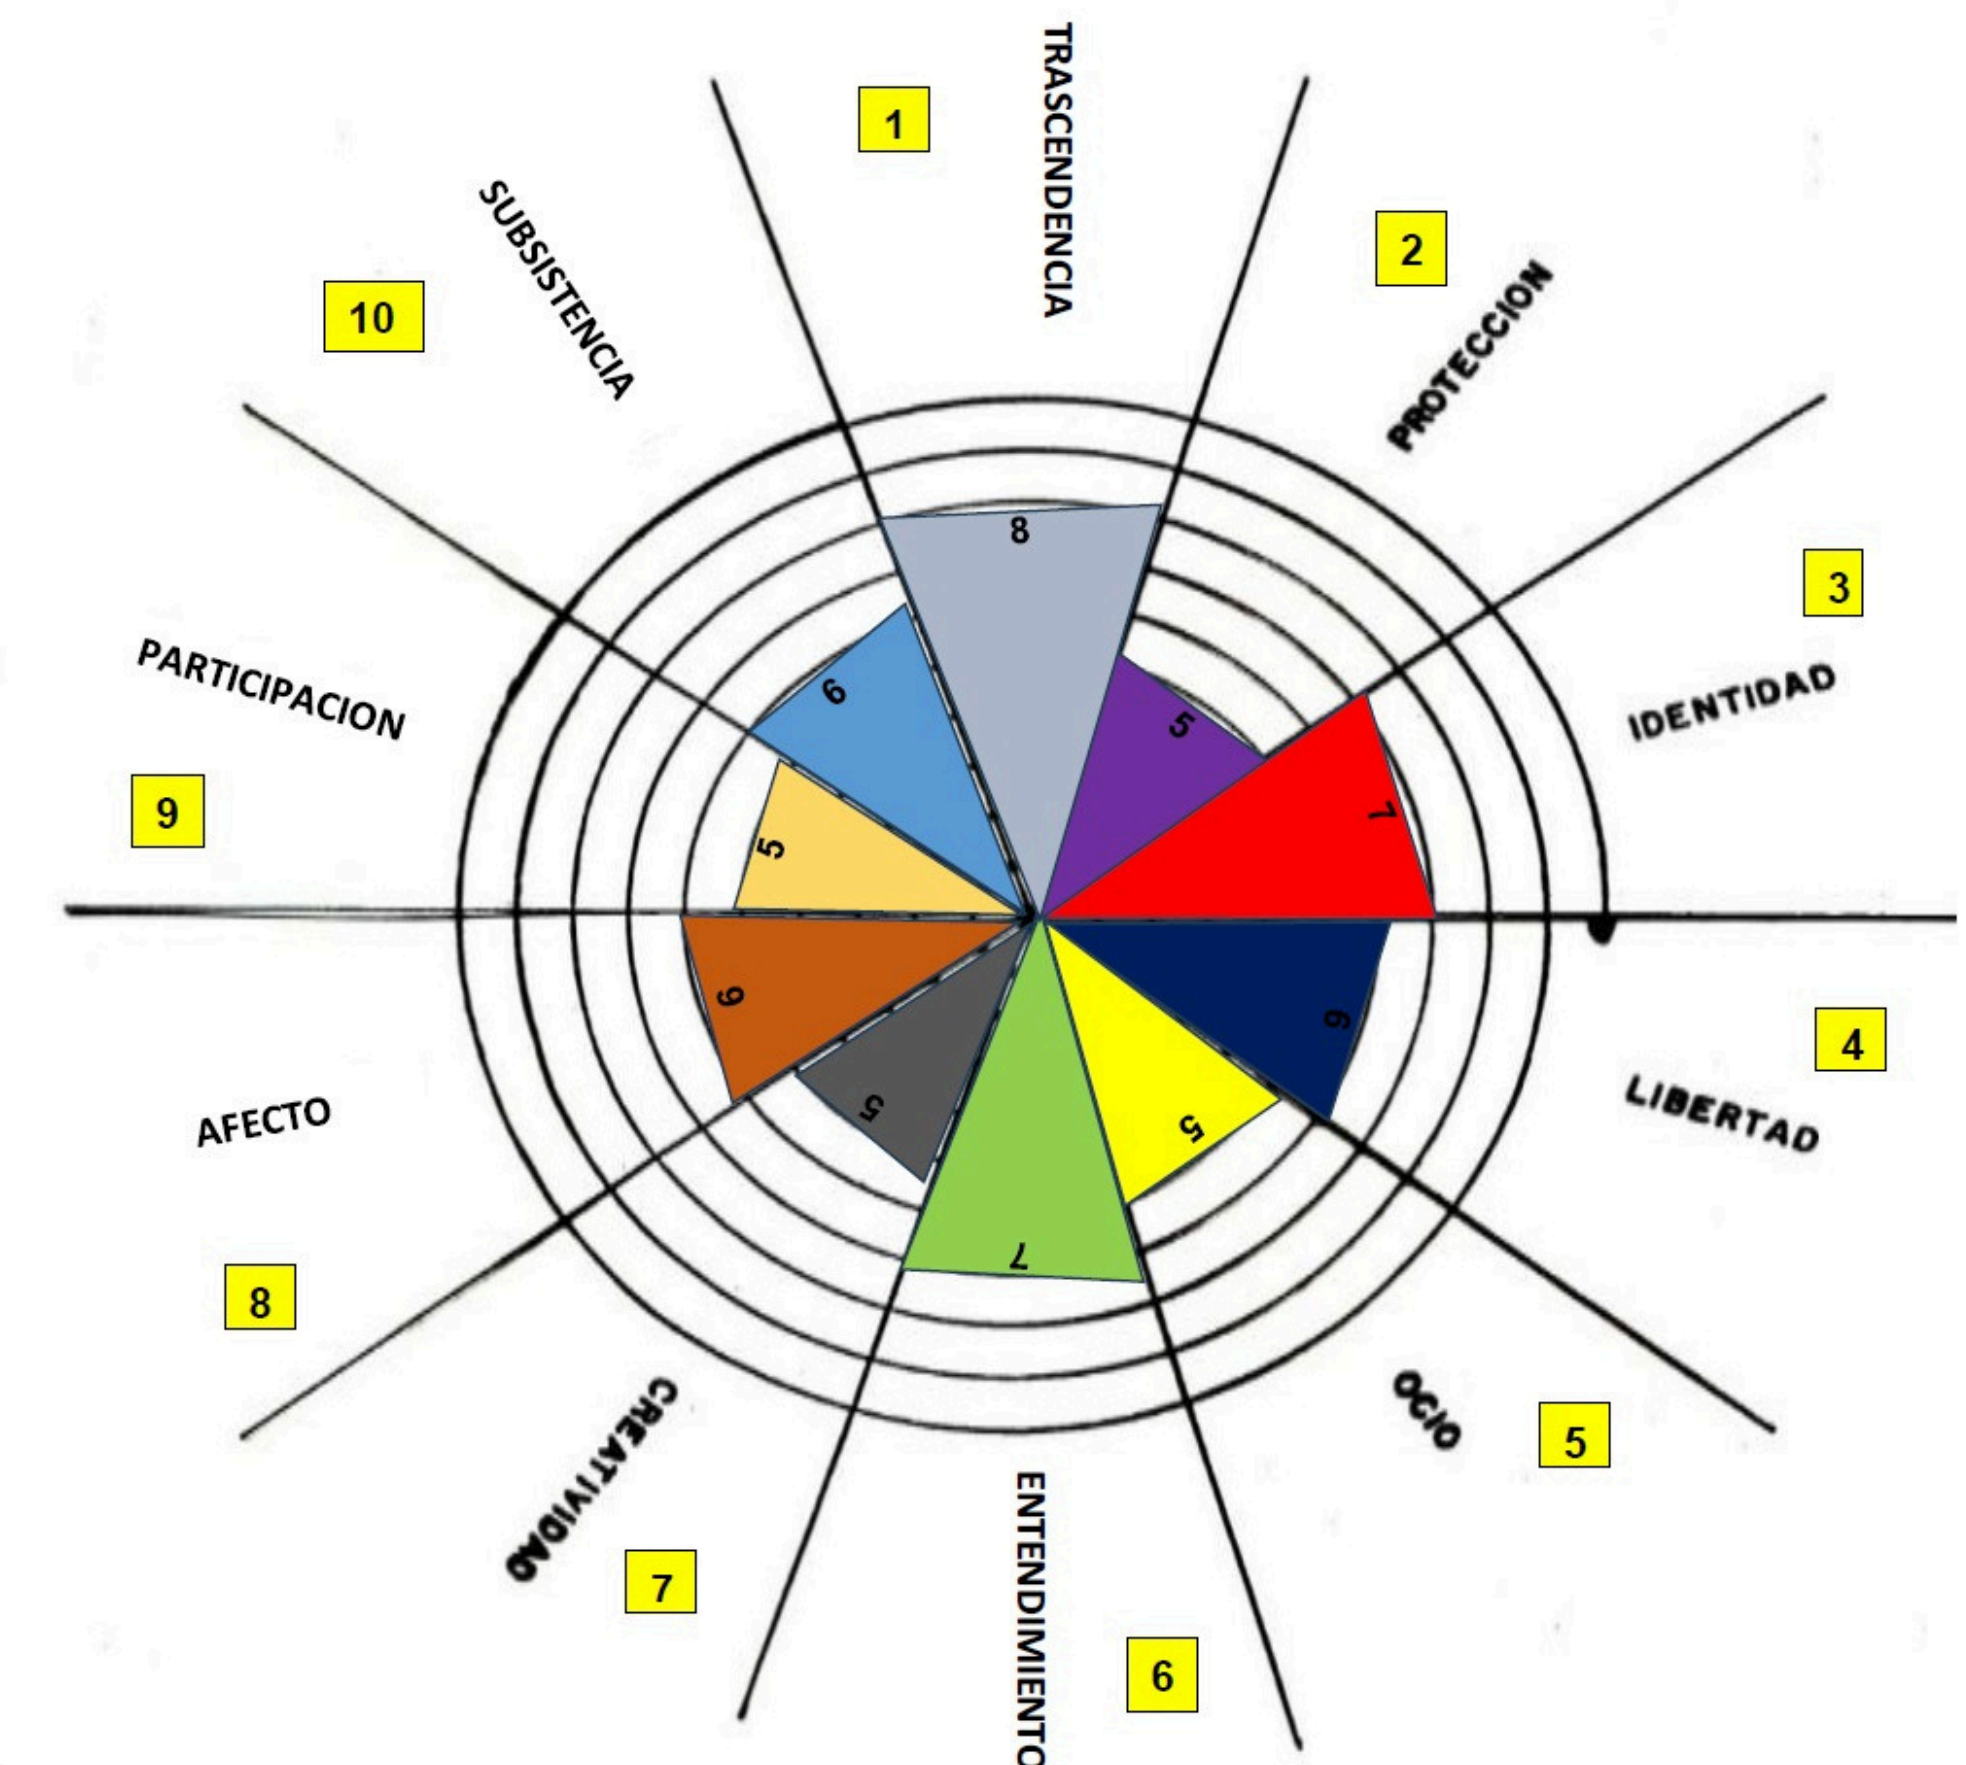 1
TRASCENDENCIA
2
PROTECCION
3
IDENTIDAD
4
LIBERTAD
5
OCIO
6
ENTENDIMIENTO
7
CREATIVIDAD
8
AFECTO
9
PARTICIPACION
10
SUBSISTENCIA
8
5
7
6
5
7
5
6
5
6